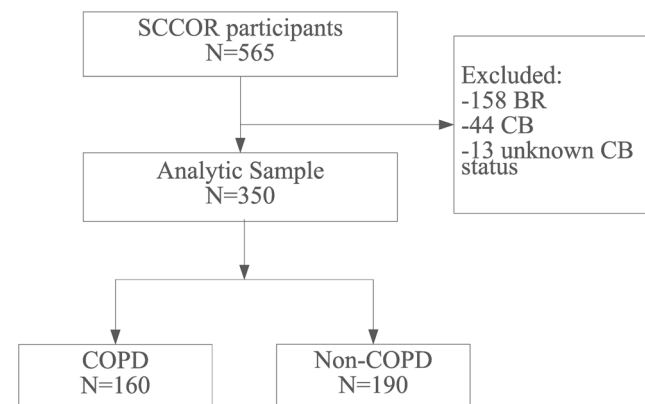 SCCOR participants
N=565
Excluded:
-158 BR
-44 CB
-13 unknown CB
status
Analytic Sample
N=350
COPD
N=160
Non-COPD
N=190